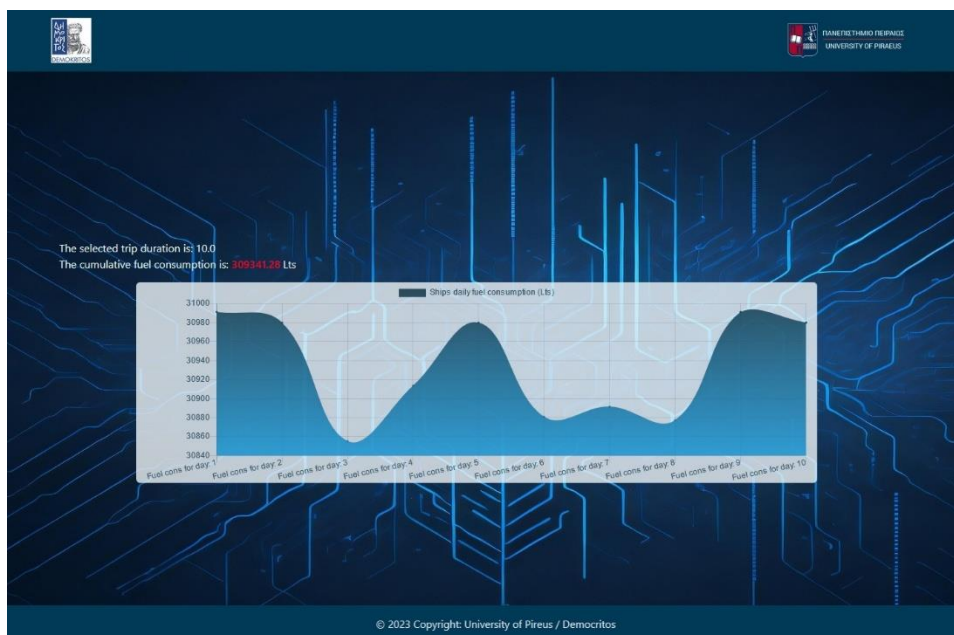 ΔΗ
ΜΟ
ΚΡΙ
ΤΟΣ
DEMOKRITOS
ΠΑΝΕΠΙΣΤΗΜΙΟ ΠΕΙΡΑΙΩΣ
UNIVERSITY OF PIRAEUS
The selected trip duration is: 10.0
The cumulative fuel consumption is: 309341.28 Lts
Ships daily fuel consumption (Lts)
31000
30980
30960
30940
30920
30900
30880
30860
30840
Fuel cons for day: 1
Fuel cons for day: 2
Fuel cons for day: 3
Fuel cons for day: 4
Fuel cons for day: 5
Fuel cons for day: 6
Fuel cons for day: 7
Fuel cons for day: 8
Fuel cons for day: 9
Fuel cons for day: 10
© 2023 Copyright: University of Pireus / Democritos